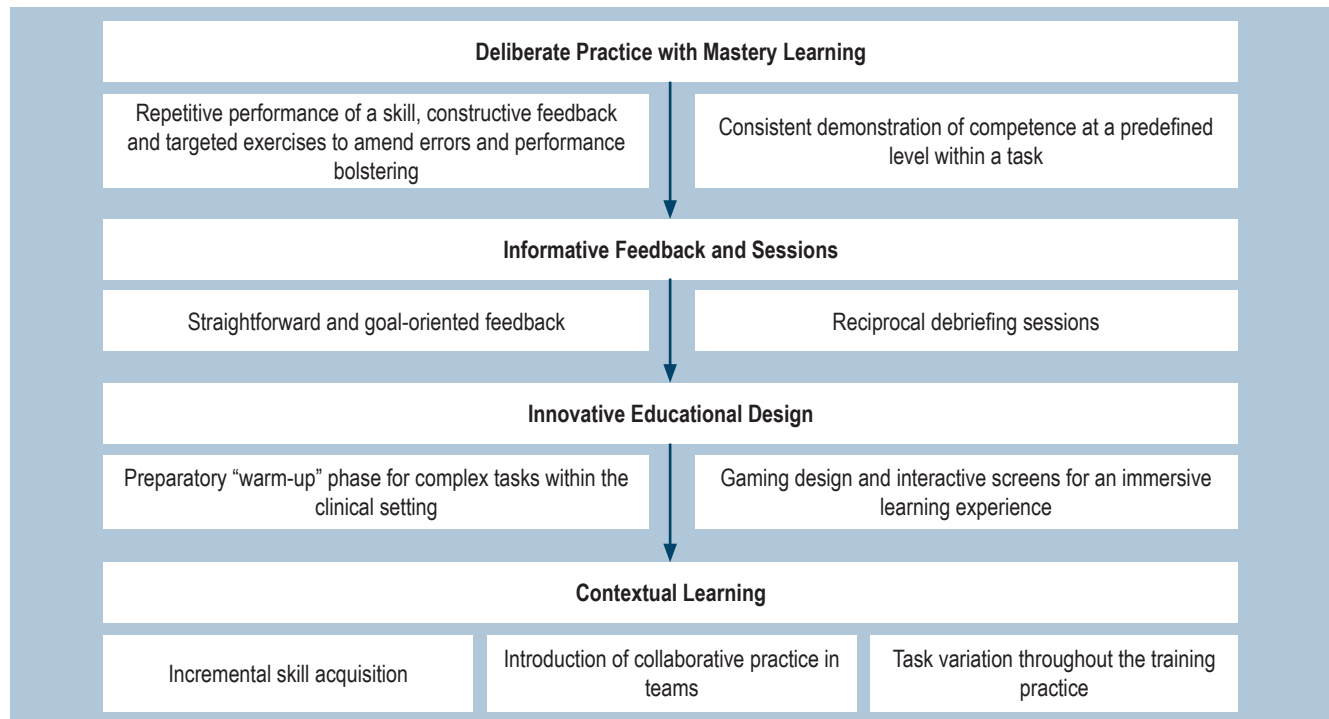 Deliberate Practice with Mastery Learning
Repetitive performance of a skill, constructive feedback
and targeted exercises to amend errors and performance
bolstering
Consistent demonstration of competence at a predefined
level within a task
Informative Feedback and Sessions
Straightforward and goal-oriented feedback
Reciprocal debriefing sessions
Innovative Educational Design
Preparatory “warm-up” phase for complex tasks within the
clinical setting
Gaming design and interactive screens for an immersive
learning experience
Contextual Learning
Incremental skill acquisition
Introduction of collaborative practice in
teams
Task variation throughout the training
practice